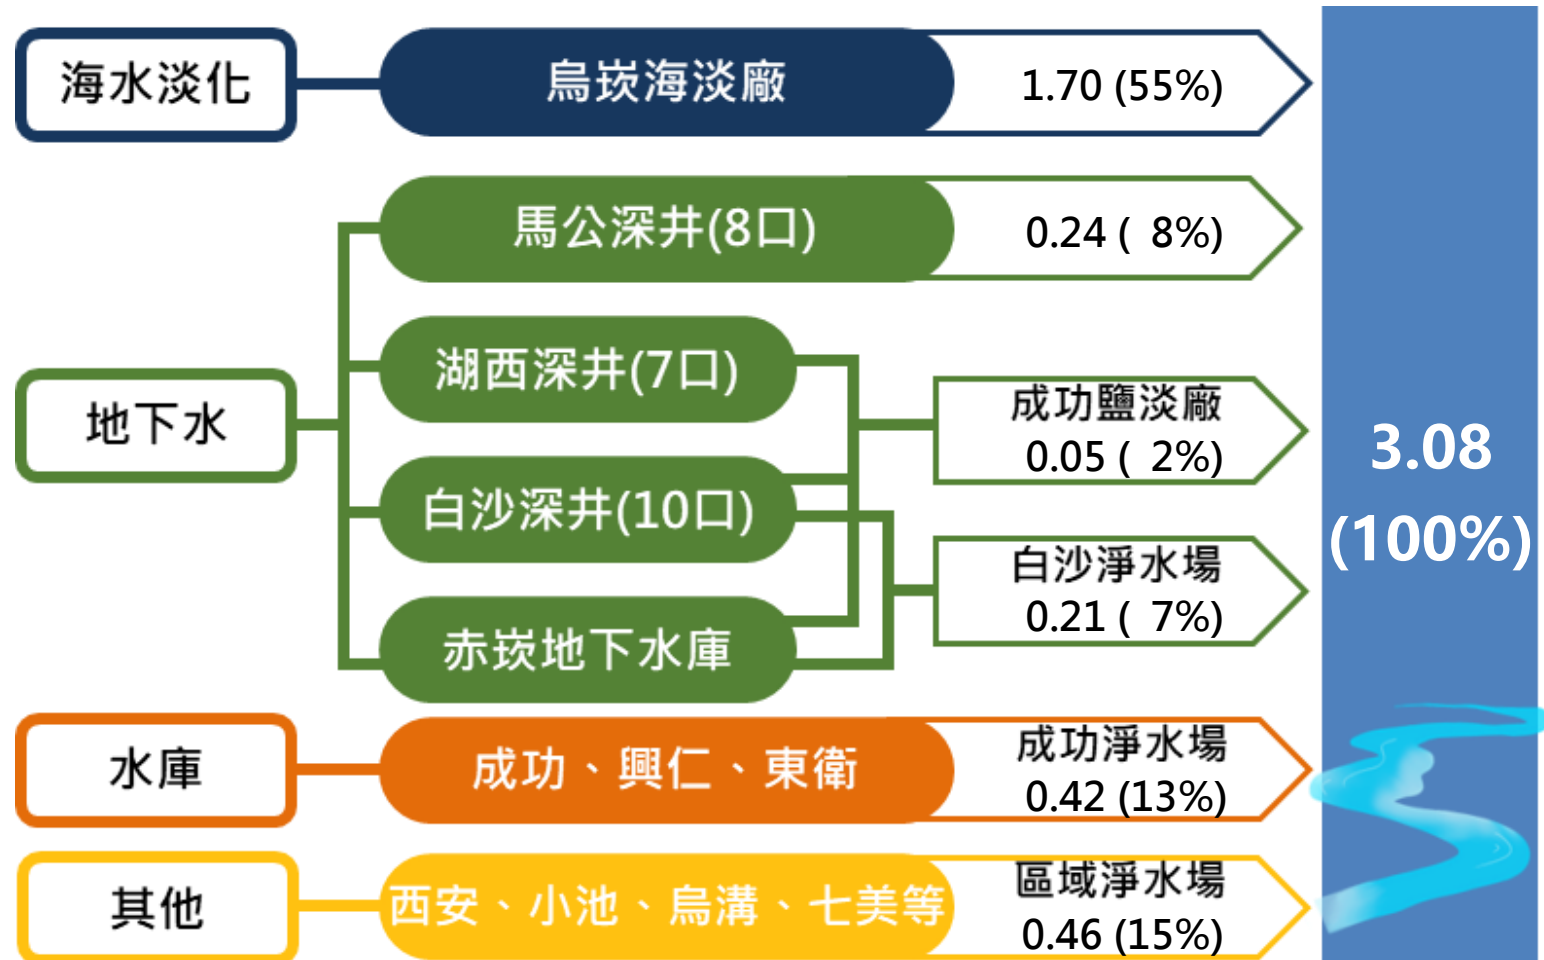 海水淡化
烏崁海淡廠
1.70 (55%)
馬公深井(8口)
0.24 ( 8%)
地下水
湖西深井(7口)
白沙深井(10口)
赤崁地下水庫
成功鹽淡廠
0.05 ( 2%)
白沙淨水場
0.21 ( 7%)
水庫
成功、興仁、東衛
成功淨水場
0.42 (13%)
其他
西安、小池、烏溝、七美等
區域淨水場
0.46 (15%)
3.08
(100%)